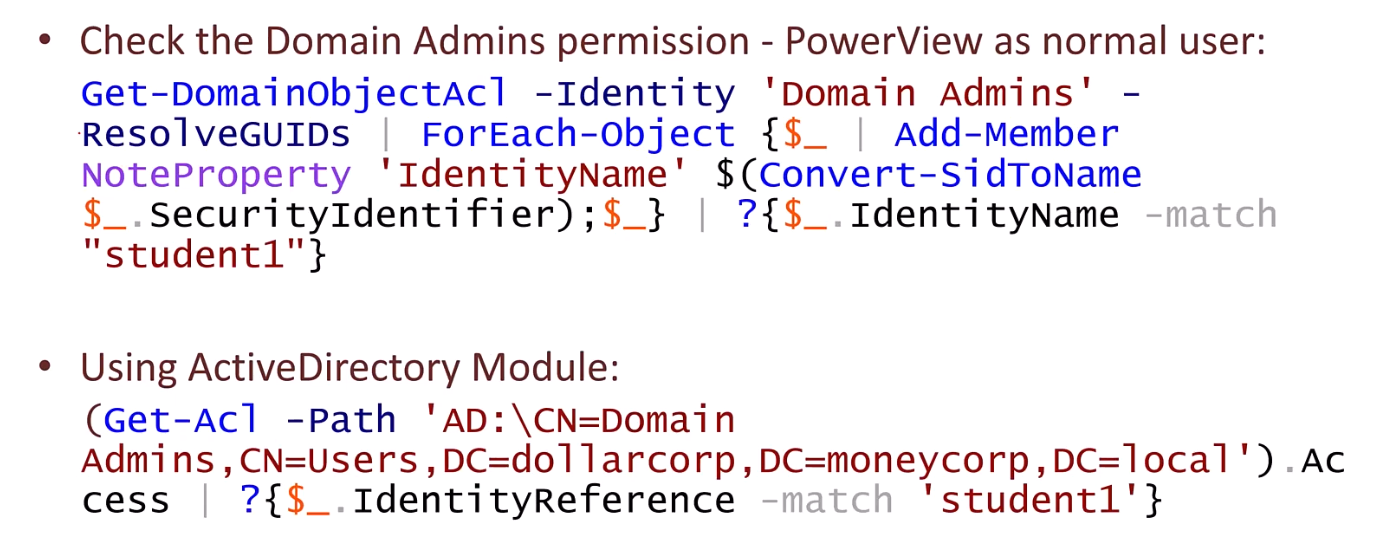 • Check the Domain Admins permission - PowerView as normal user:
Get-DomainObjectAcl -Identity 'Domain Admins' -
ResolveGUIDs | ForEach-Object {$_ | Add-Member
NoteProperty 'IdentityName' $(Convert-SidToName
$_.SecurityIdentifier);$_} | ?{$_.IdentityName -match
"student1"}
• Using ActiveDirectory Module:
(Get-Acl -Path 'AD:\CN=Domain
Admins,CN=Users,DC=dollarcorp,DC=moneycorp,DC=local').Ac
cess | ?{$_.IdentityReference -match 'student1'}